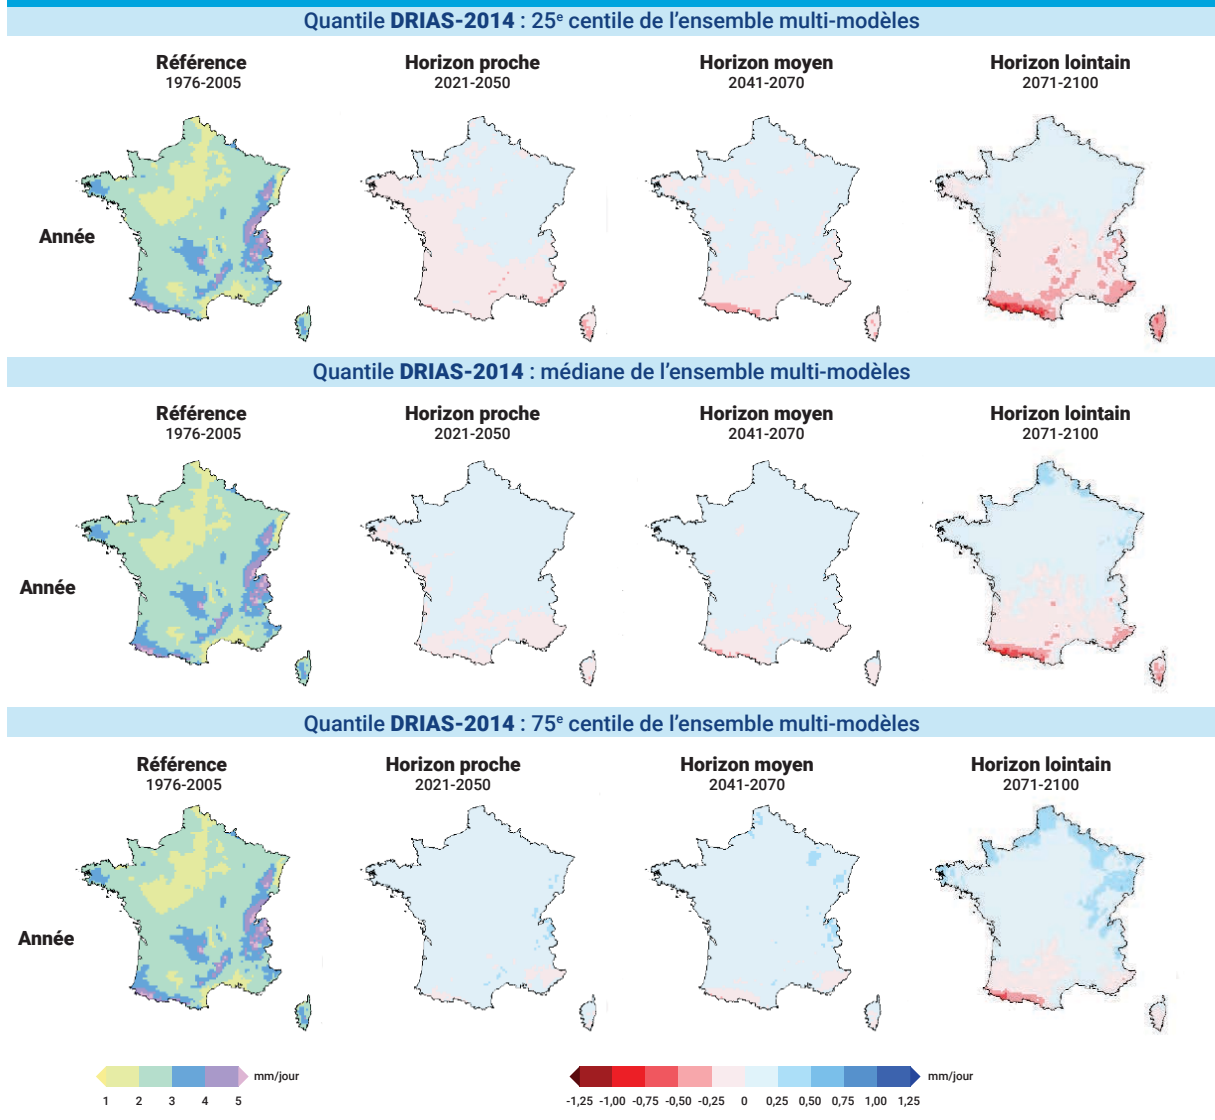 Quantile DRIAS-2014 : 25e centile de l’ensemble multi-modèles
Référence
1976-2005
Horizon proche
2021-2050
Horizon moyen
2041-2070
Horizon lointain
2071-2100
Année
Quantile DRIAS-2014 : médiane de l’ensemble multi-modèles
Référence
1976-2005
Horizon proche
2021-2050
Horizon moyen
2041-2070
Horizon lointain
2071-2100
Année
Quantile DRIAS-2014 : 75e centile de l’ensemble multi-modèles
Référence
1976-2005
Horizon proche
2021-2050
Horizon moyen
2041-2070
Horizon lointain
2071-2100
Année
mm/jour
1 2 3 4 5
mm/jour
-1,25 -1,00 -0,75 -0,50 -0,25 0 0,25 0,50 0,75 1,00 1,25